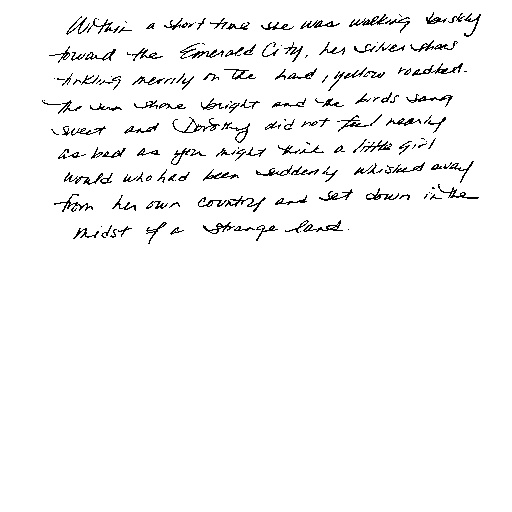 Within a short time she was walking briskly
toward the Emerald City, her silver shoes
tinkling merrily on the hard, yellow roadbed.
The sun shone bright and the birds sang
sweet and Dorothy did not feel nearly
as bad as you might think a little girl
would who had been suddenly whisked away
from her own country and set down in the
midst of a strange land.